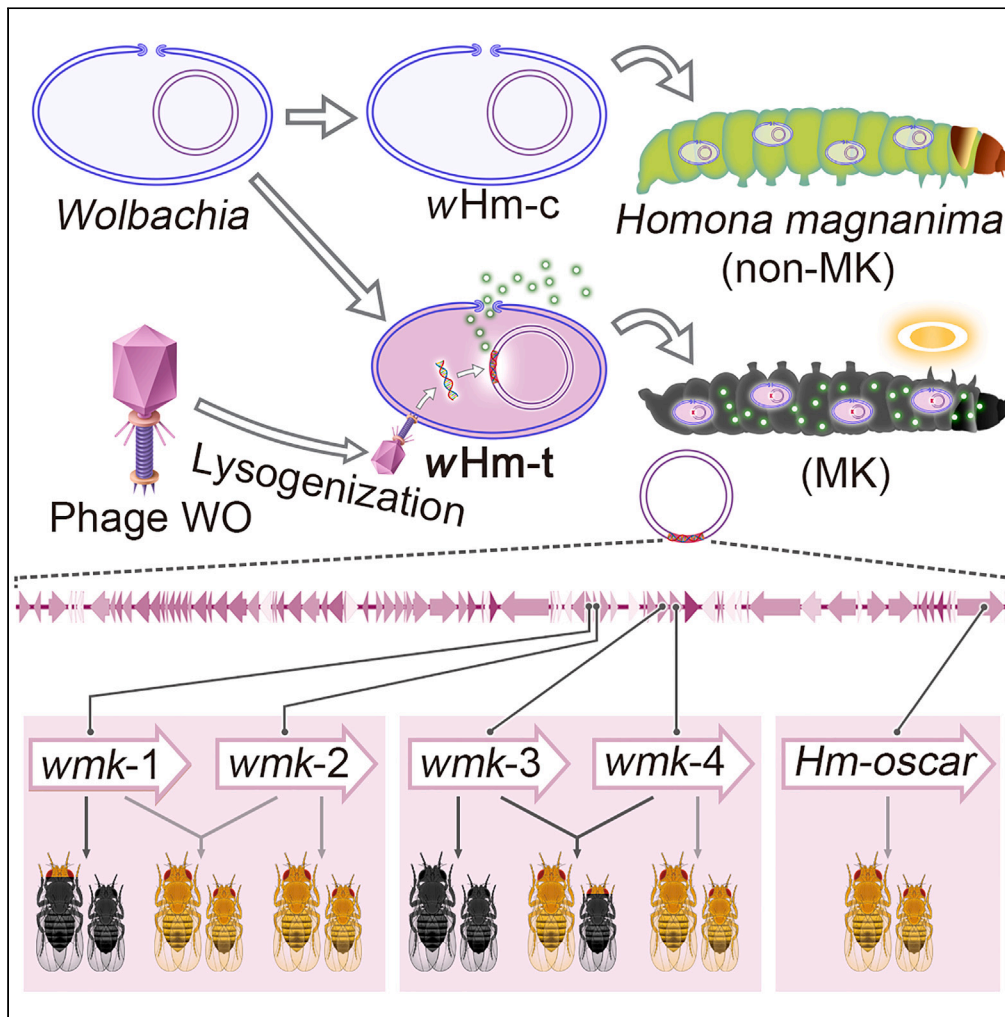 Wolbachia
wHm-c
Homona magnanima
(non-MK)
Phage WO
Lysogenization
wHm-t
(MK)
wmk-1
wmk-2
wmk-3
wmk-4
Hm-oscar